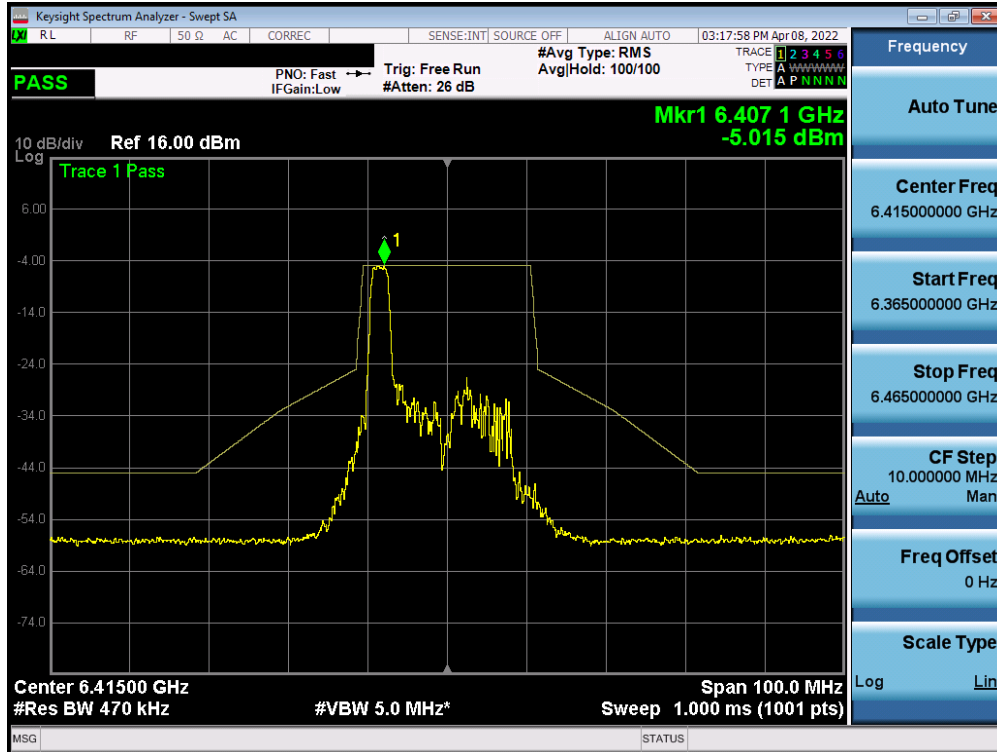 Keysight Spectrum Analyzer - Swept SA
LXI RL RF 50 Ω AC CORREC SENSE:INT SOURCE OFF ALIGN AUTO 03:17:58 PM Apr 08, 2022
PASS
PNO: Fast
IFGain:Low
Trig: Free Run
#Atten: 26 dB
#Avg Type: RMS
Avg|Hold: 100/100
TRACE 1 2 3 4 5 6
TYPE A WWWWW
DET A P N N N N
Mkr1 6.407 1 GHz
-5.015 dBm
10 dB/div Ref 16.00 dBm
Log
Trace 1 Pass
1
6.00
-4.00
-14.0
-24.0
-34.0
-44.0
-54.0
-64.0
-74.0
Center 6.41500 GHz Span 100.0 MHz
#Res BW 470 kHz #VBW 5.0 MHz* Sweep 1.000 ms (1001 pts)
MSG STATUS
Frequency
Auto Tune
Center Freq
6.415000000 GHz
Start Freq
6.365000000 GHz
Stop Freq
6.465000000 GHz
CF Step
10.000000 MHz
Auto Man
Freq Offset
0 Hz
Scale Type
Log Lin